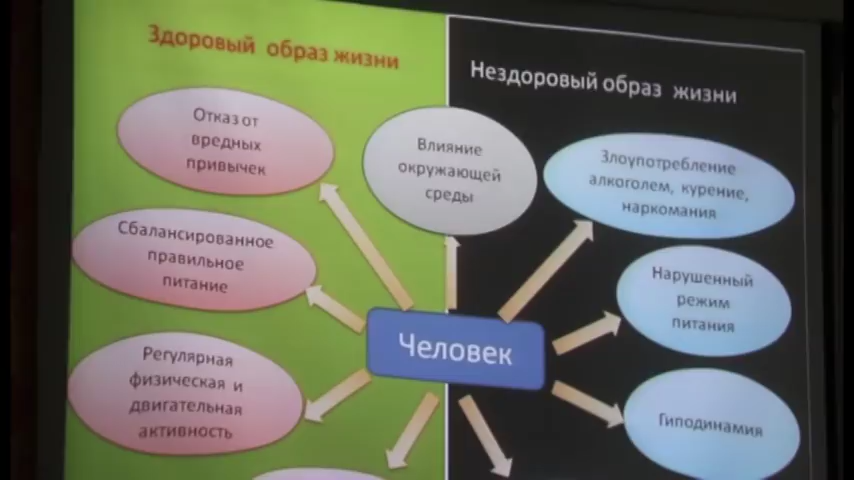 Здоровый образ жизни
Нездоровый образ жизни
Отказ от
вредных
привычек
Влияние
окружающей
среды
Злоупотребление
алкоголем, курение,
наркомания
Сбалансированное
правильное
питание
Нарушенный
режим
питания
Человек
Регулярная
физическая и
двигательная
активность
Гиподинамия